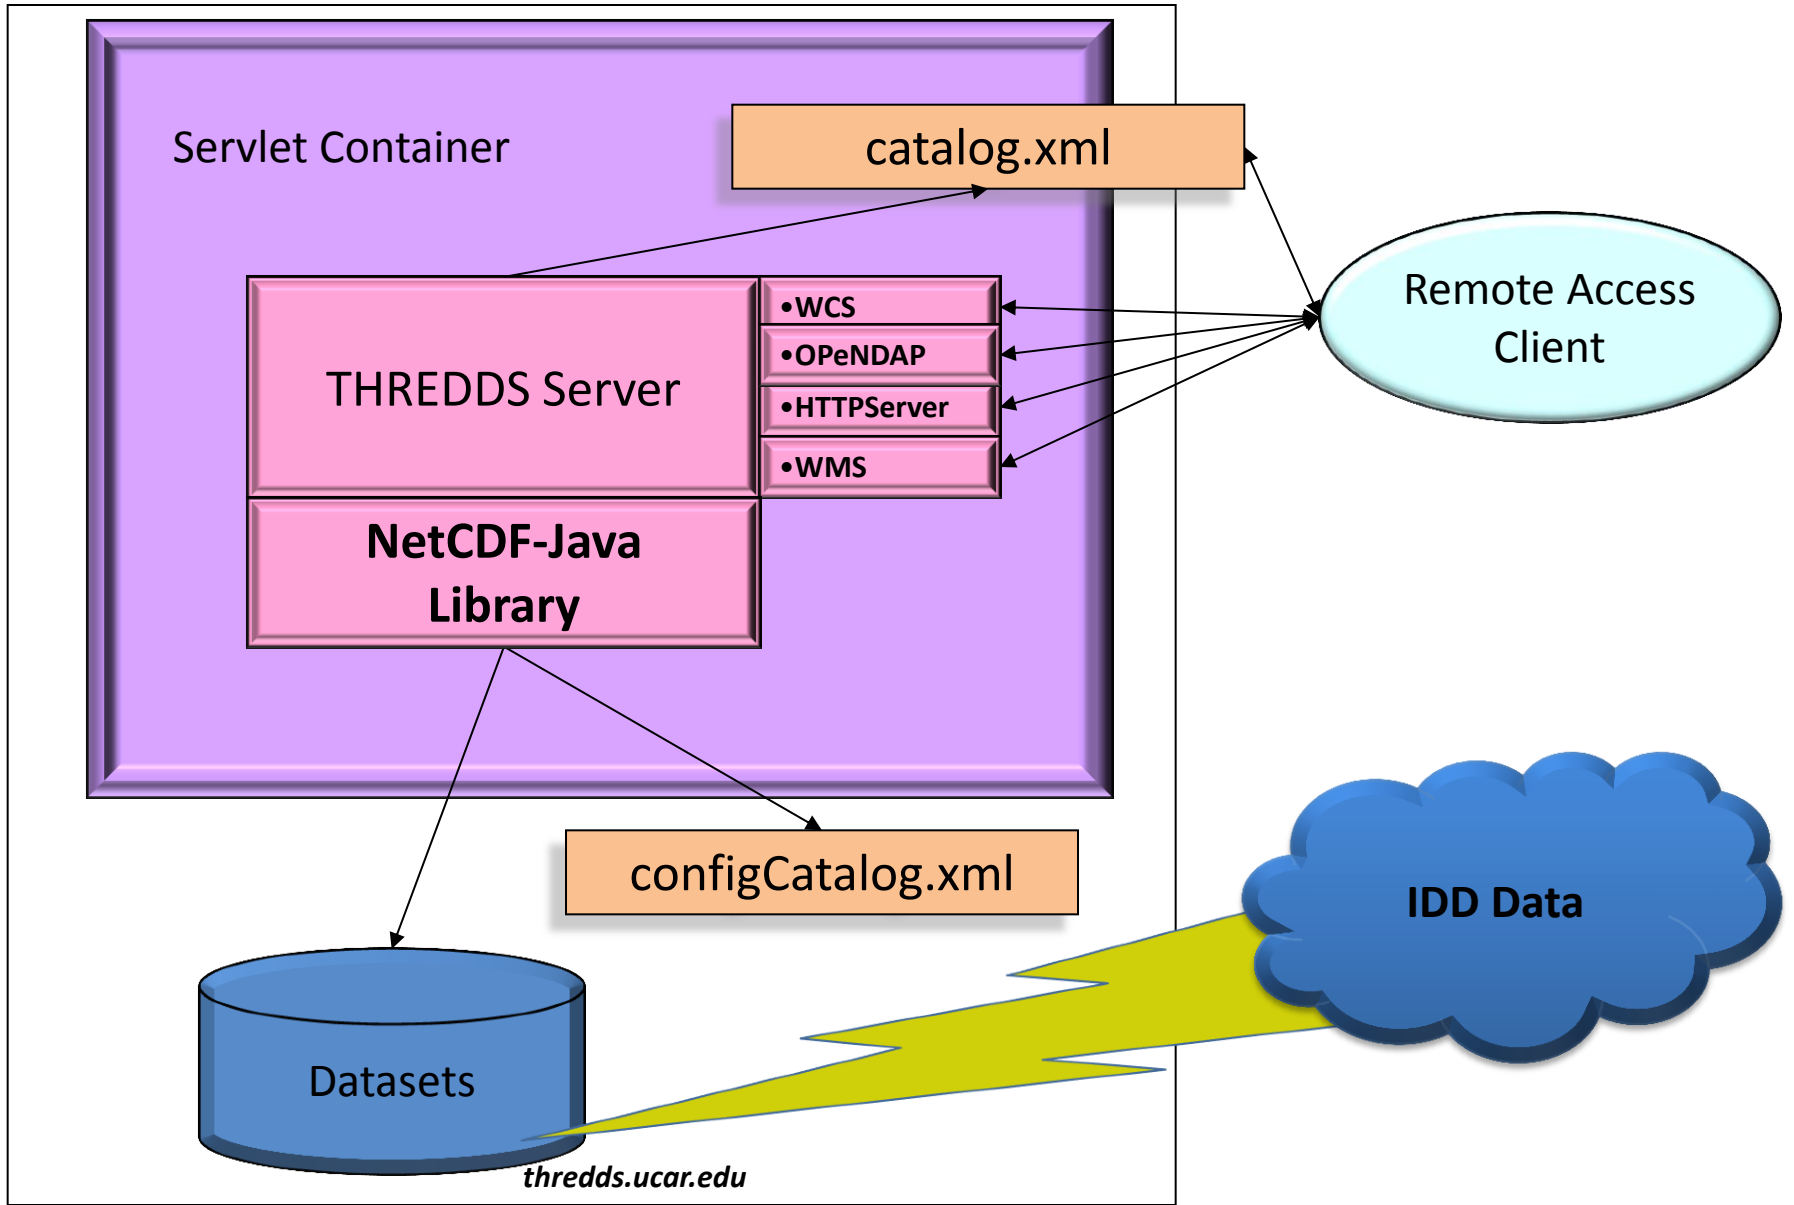 Servlet Container
catalog.xml
Remote Access
Client
THREDDS Server
•WCS
•OPeNDAP
•HTTPServer
•WMS
NetCDF-Java
Library
configCatalog.xml
IDD Data
Datasets
thredds.ucar.edu